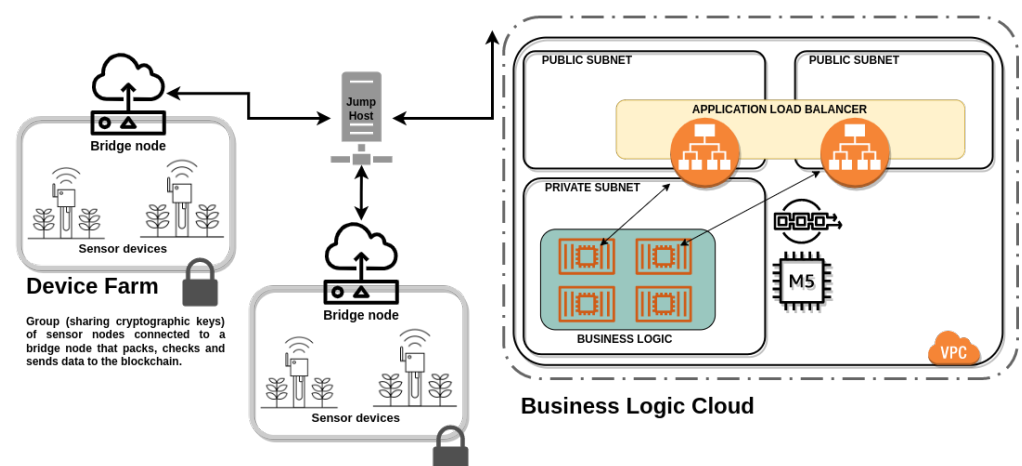 Jump
Host
Bridge node
Sensor devices
Device Farm
Group (sharing cryptographic keys)
of sensor nodes connected to a
bridge node that packs, checks and
sends data to the blockchain.
Bridge node
Sensor devices
PUBLIC SUBNET
PUBLIC SUBNET
APPLICATION LOAD BALANCER
PRIVATE SUBNET
BUSINESS LOGIC
M5
VPC
Business Logic Cloud